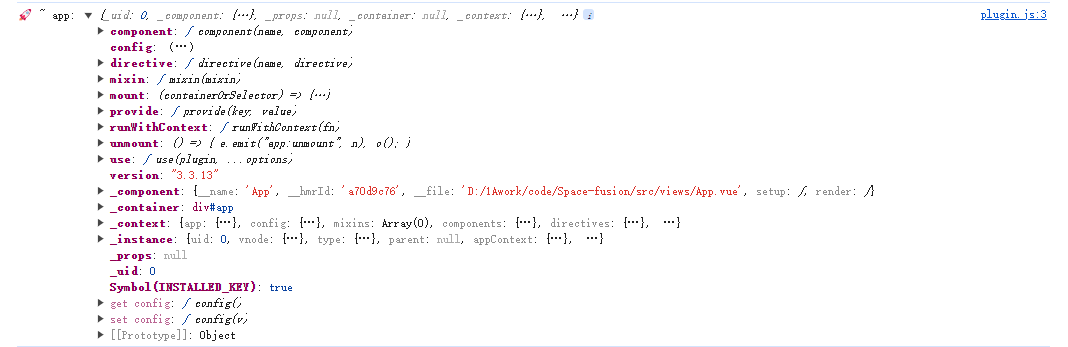 🚀 ~ app: ▼ {_uid: 0, _component: {…}, _props: null, _container: null, _context: {…}, …} i plugin.js:3
▶ component: ƒ component(name, component)
config: (…)
▶ directive: ƒ directive(name, directive)
▶ mixin: ƒ mixin(mixin)
▶ mount: (containerOrSelector) => {…}
▶ provide: ƒ provide(key, value)
▶ runWithContext: ƒ runWithContext(fn)
▶ unmount: () => { e.emit("app:unmount", n), o(); }
▶ use: ƒ use(plugin, ...options)
version: "3.3.13"
▶ _component: {__name: 'App', __hmrId: 'a70d9c76', __file: 'D:/1Awork/code/Space-fusion/src/views/App.vue', setup: ƒ, render: ƒ}
▶ _container: div#app
▶ _context: {app: {…}, config: {…}, mixins: Array(0), components: {…}, directives: {…}, …}
▶ _instance: {uid: 0, vnode: {…}, type: {…}, parent: null, appContext: {…}, …}
_props: null
_uid: 0
Symbol(INSTALLED_KEY): true
▶ get config: ƒ config()
▶ set config: ƒ config(v)
▶ [[Prototype]]: Object